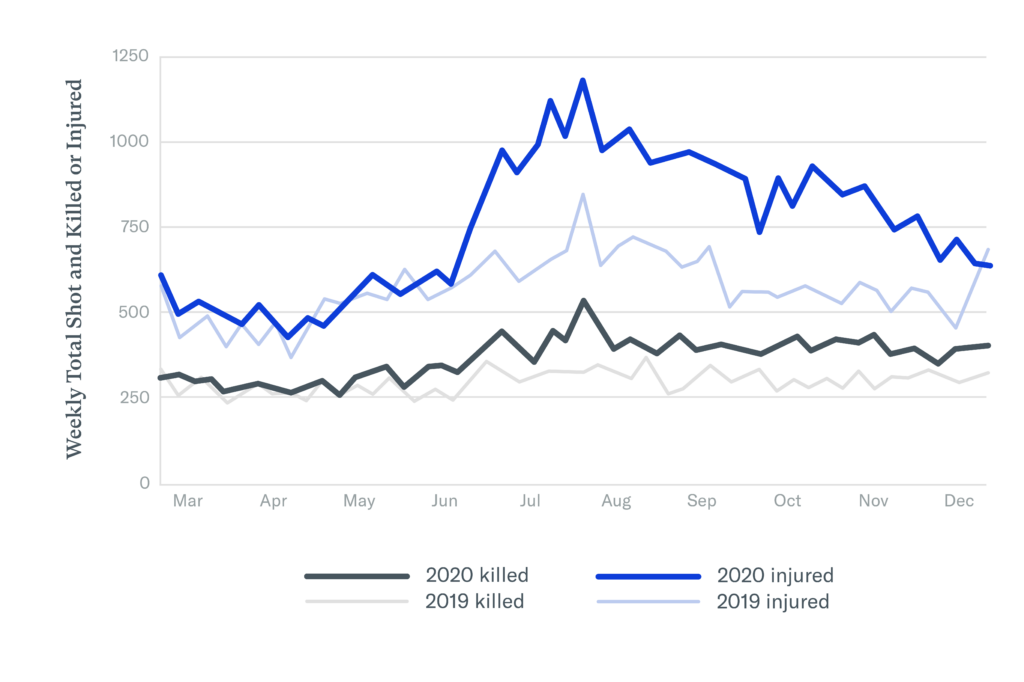 Weekly Total Shot and Killed or Injured
1250
1000
750
500
250
0
Mar Apr May Jun Jul Aug Sep Oct Nov Dec
2020 killed 2020 injured
2019 killed 2019 injured